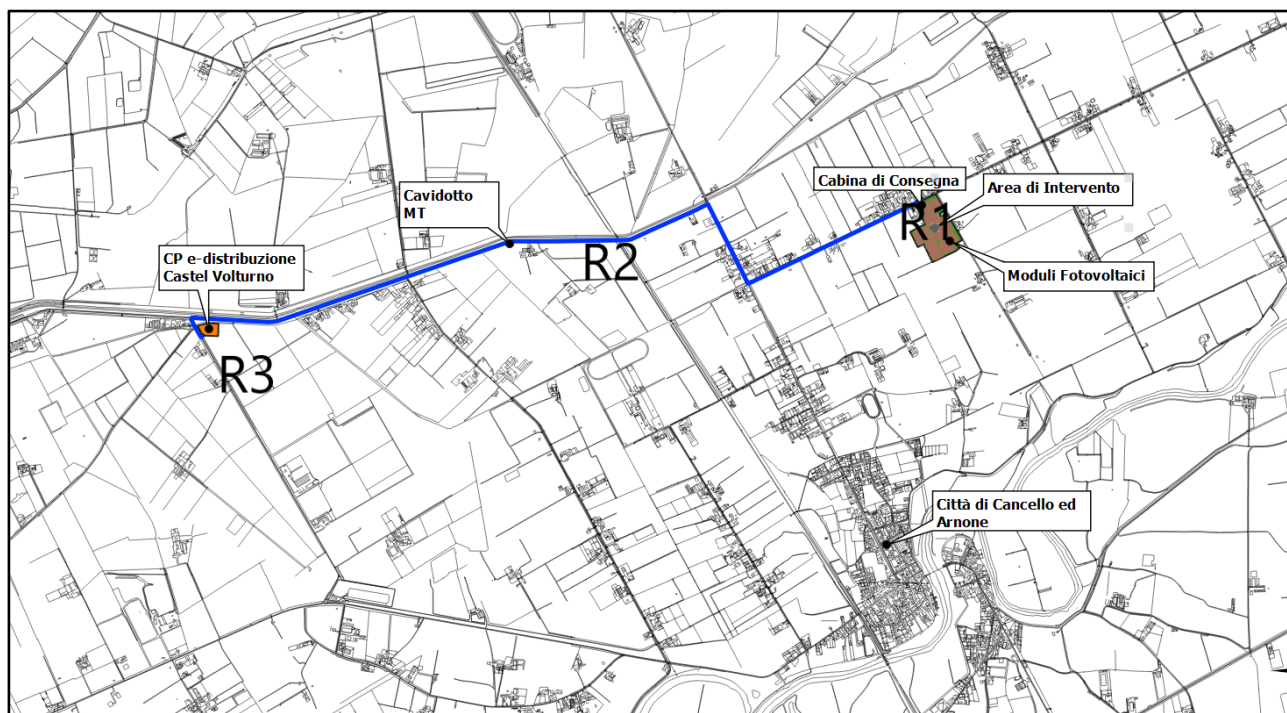 Cabina di Consegna
Area di Intervento
R1
Cavidotto
MT
R2
CP e-distribuzione
Castel Volturno
Moduli Fotovoltaici
R3
Città di Cancello ed
Arnone